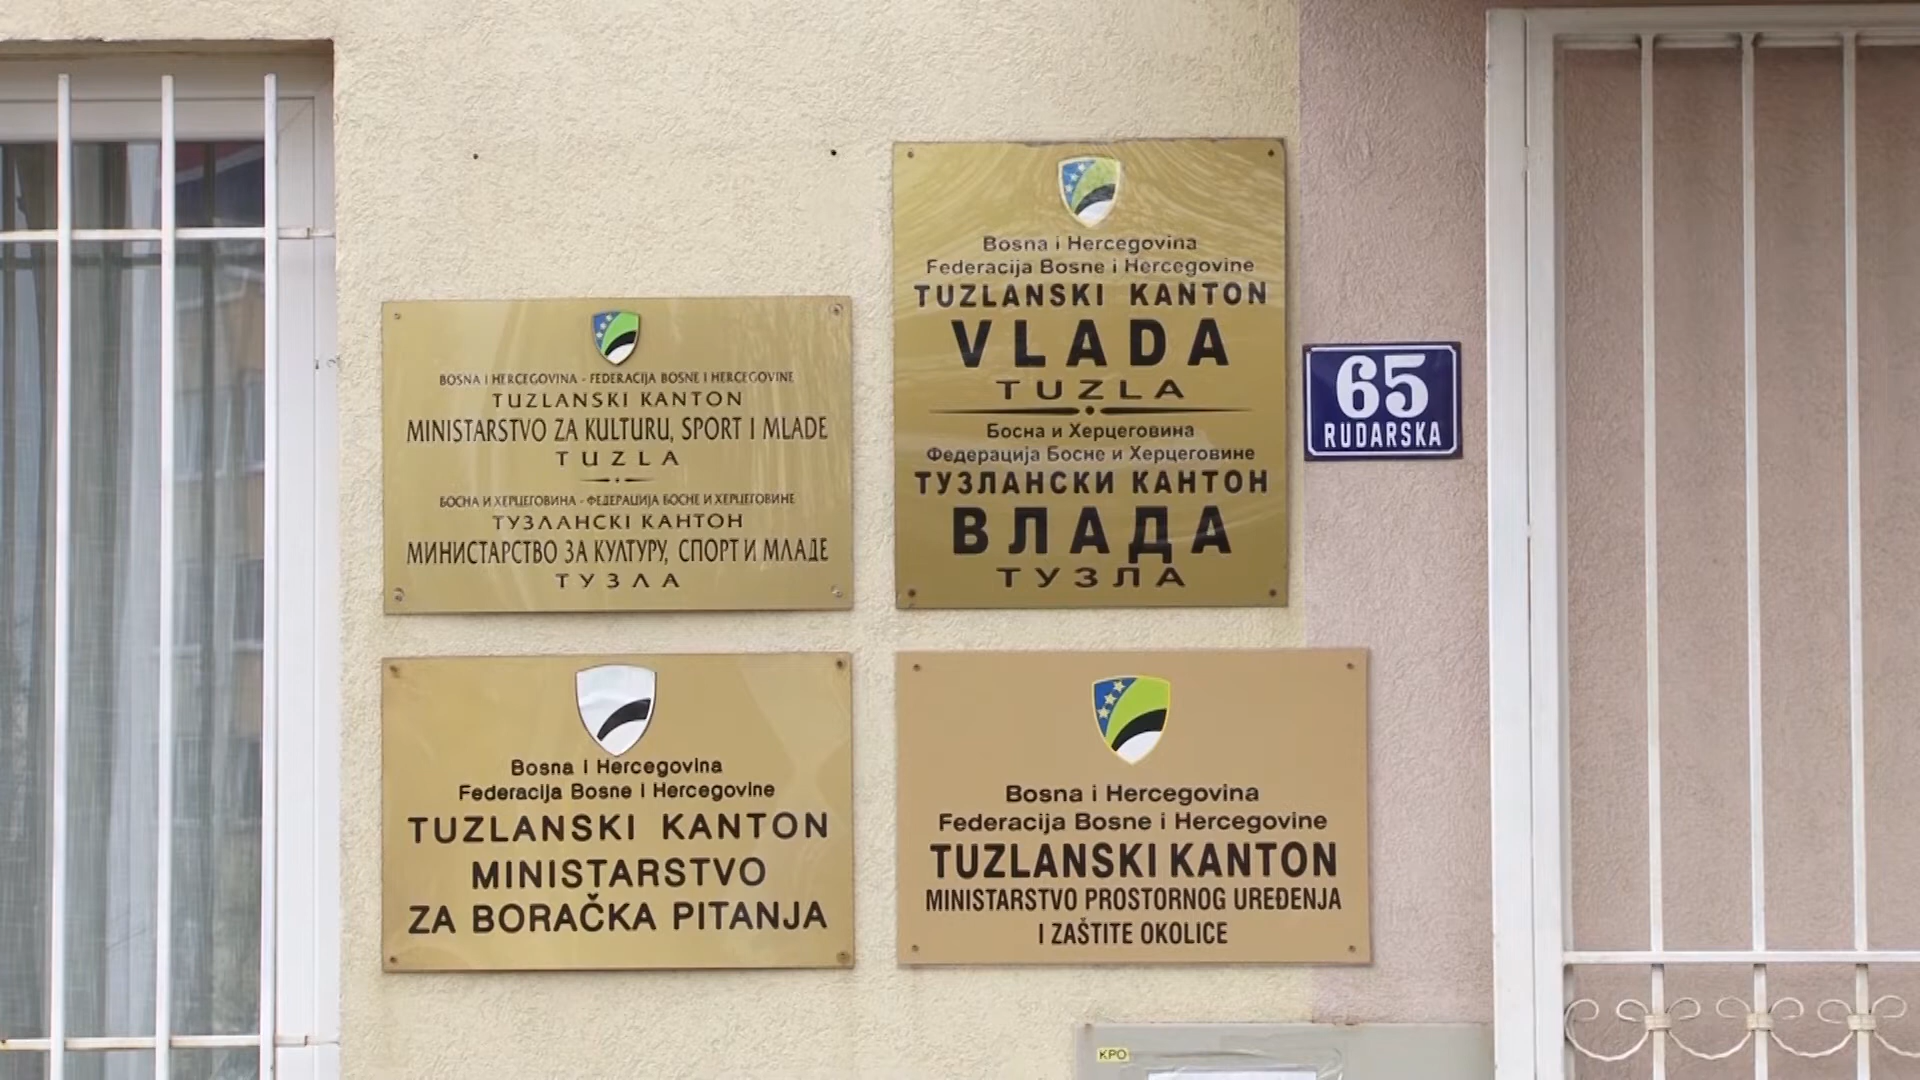 BOSNA I HERCEGOVINA - FEDERACIJA BOSNE I HERCEGOVINE
TUZLANSKI KANTON
MINISTARSTVO ZA KULTURU, SPORT I MLADE
TUZLA
БОСНА И ХЕРЦЕГОВИНА - ФЕДЕРАЦИЈА БОСНЕ И ХЕРЦЕГОВИНЕ
ТУЗЛАНСКІ КАНТОН
МИНИСТАРСТВО ЗА КУЛТУРУ, СПОРТ И МЛАДЕ
ТУЗЛА
Bosna i Hercegovina
Federacija Bosne i Hercegovine
TUZLANSKI KANTON
VLADA
TUZLA
Босна и Херцеговина
Федерација Босне и Херцеговине
ТУЗЛАНСКИ КАНТОН
ВЛАДА
ТУЗЛА
65
RUDARSKA
Bosna i Hercegovina
Federacija Bosne i Hercegovine
TUZLANSKI KANTON
MINISTARSTVO
ZA BORAČKA PITANJA
Bosna i Hercegovina
Federacija Bosne i Hercegovine
TUZLANSKI KANTON
MINISTARSTVO PROSTORNOG UREĐENJA
I ZAŠTITE OKOLICE
KPO